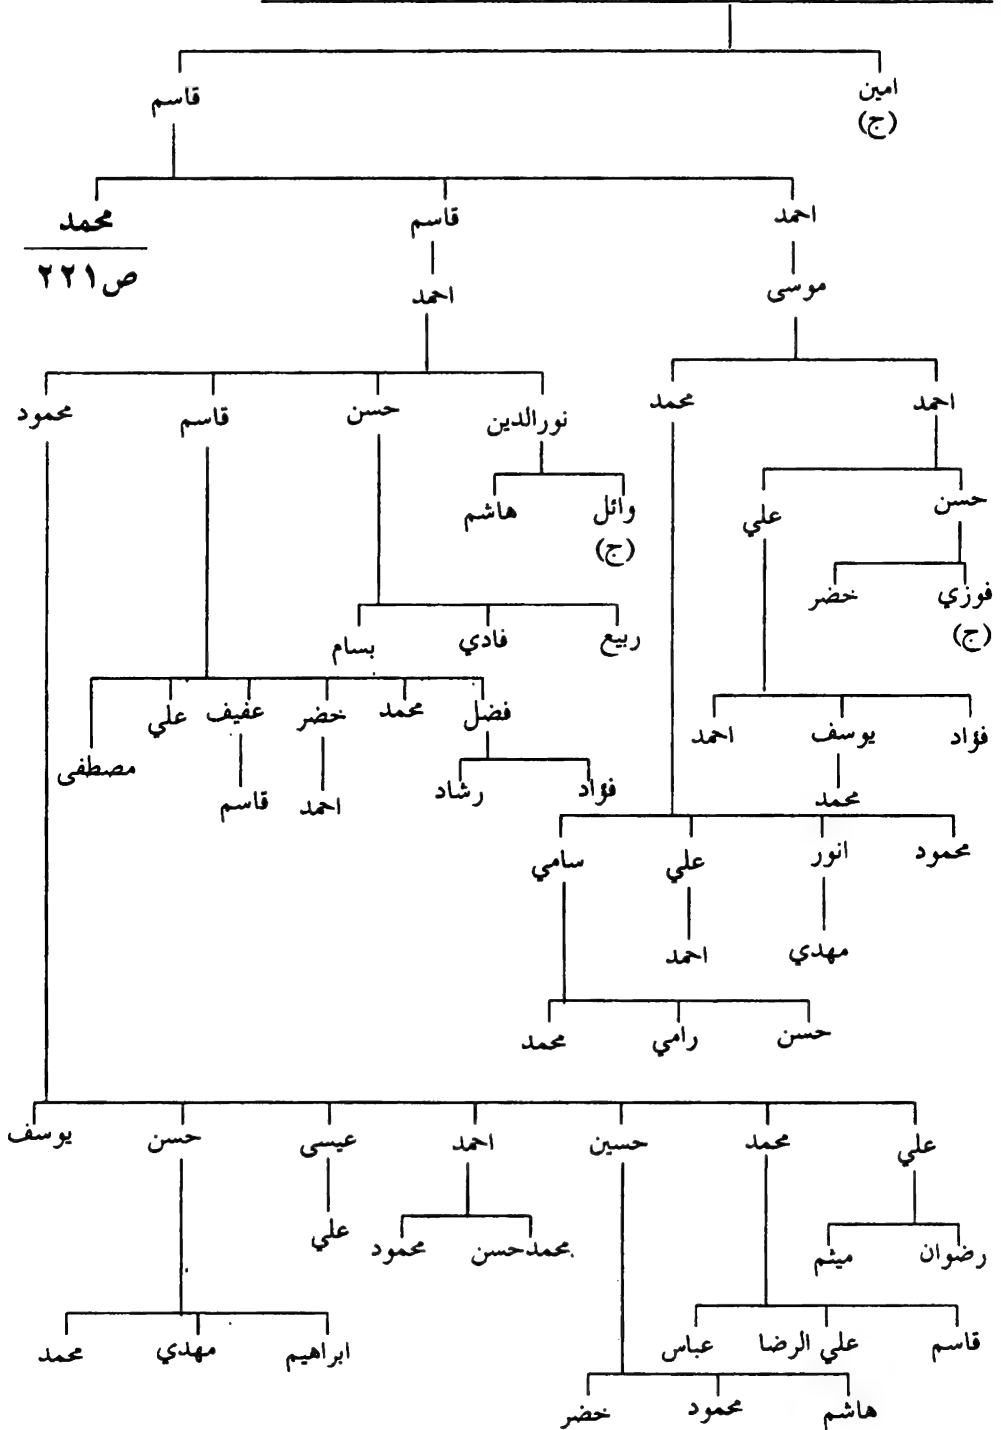 امين
(ج)
قاسم
احمد
قاسم
محمد
ص٢٢١
موسى
احمد
احمد
محمد
نورالدين
حسن
قاسم
محمود
حسن
علي
وائل
(ج)
هاشم
فوزي
(ج)
خضر
ربيع
فادي
بسام
فؤاد
يوسف
احمد
فضل
محمد
خضر
عفيف
علي
مصطفى
محمد
فؤاد
رشاد
احمد
قاسم
محمود
انور
علي
سامي
مهدي
احمد
حسن
رامي
محمد
علي
محمد
حسين
احمد
عيسى
حسن
يوسف
رضوان
ميثم
محمدحسن
محمود
علي
قاسم
علي الرضا
عباس
ابراهيم
مهدي
محمد
هاشم
محمود
خضر